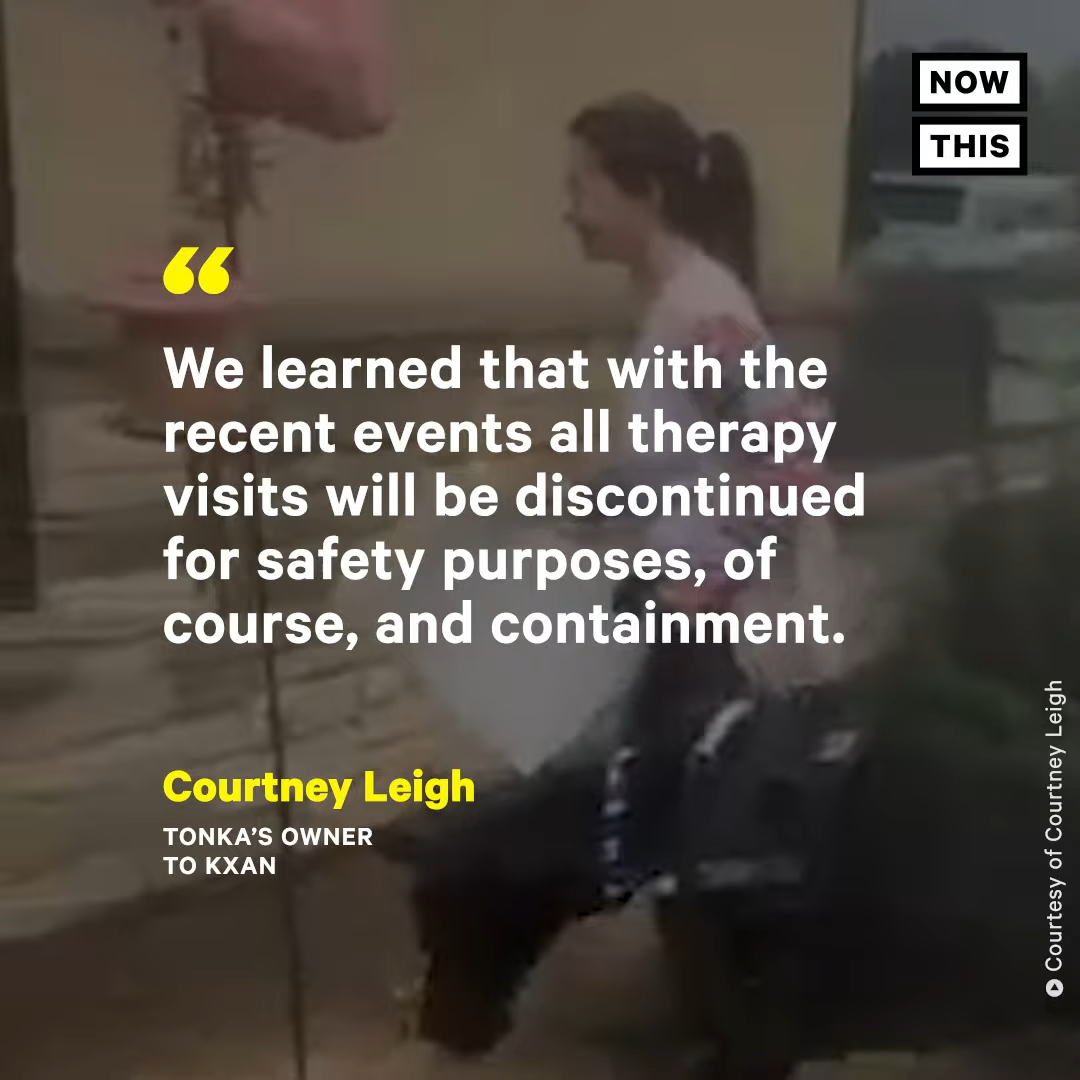 NOW
THIS
“
We learned that with the
recent events all therapy
visits will be discontinued
for safety purposes, of
course, and containment.
Courtney Leigh
TONKA’S OWNER
TO KXAN
Courtesy of Courtney Leigh